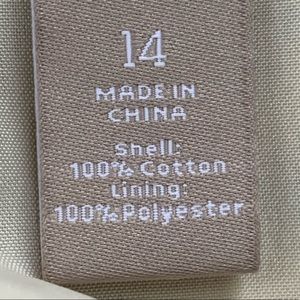 14
MADE IN
CHINA
Shell:
100% Cotton
Lining:
100% Polyester